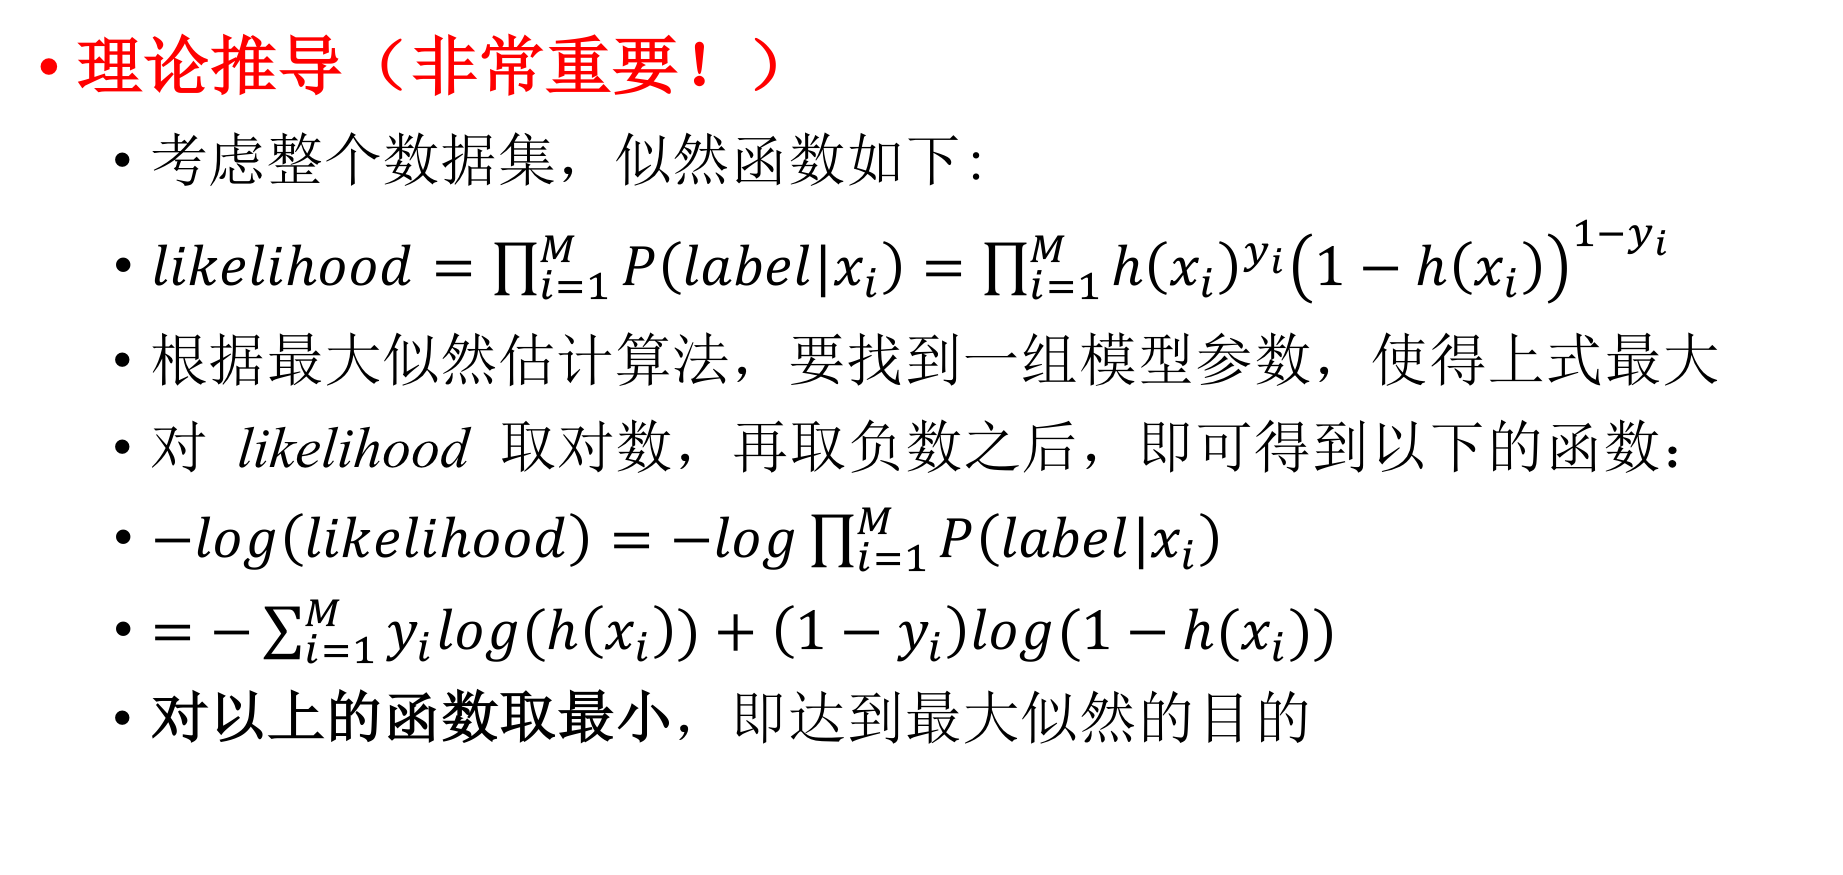 • 理论推导（非常重要！）
• 考虑整个数据集，似然函数如下：
• $likelihood = \prod_{i=1}^{M} P(label|x_i) = \prod_{i=1}^{M} h(x_i)^{y_i}(1-h(x_i))^{1-y_i}$
• 根据最大似然估计算法，要找到一组模型参数，使得上式最大
• 对 likelihood 取对数，再取负数之后，即可得到以下的函数：
• $-log(likelihood) = -log \prod_{i=1}^{M} P(label|x_i)$
• $= -\sum_{i=1}^{M} y_i log(h(x_i)) + (1-y_i)log(1-h(x_i))$
• 对以上的函数取最小，即达到最大似然的目的